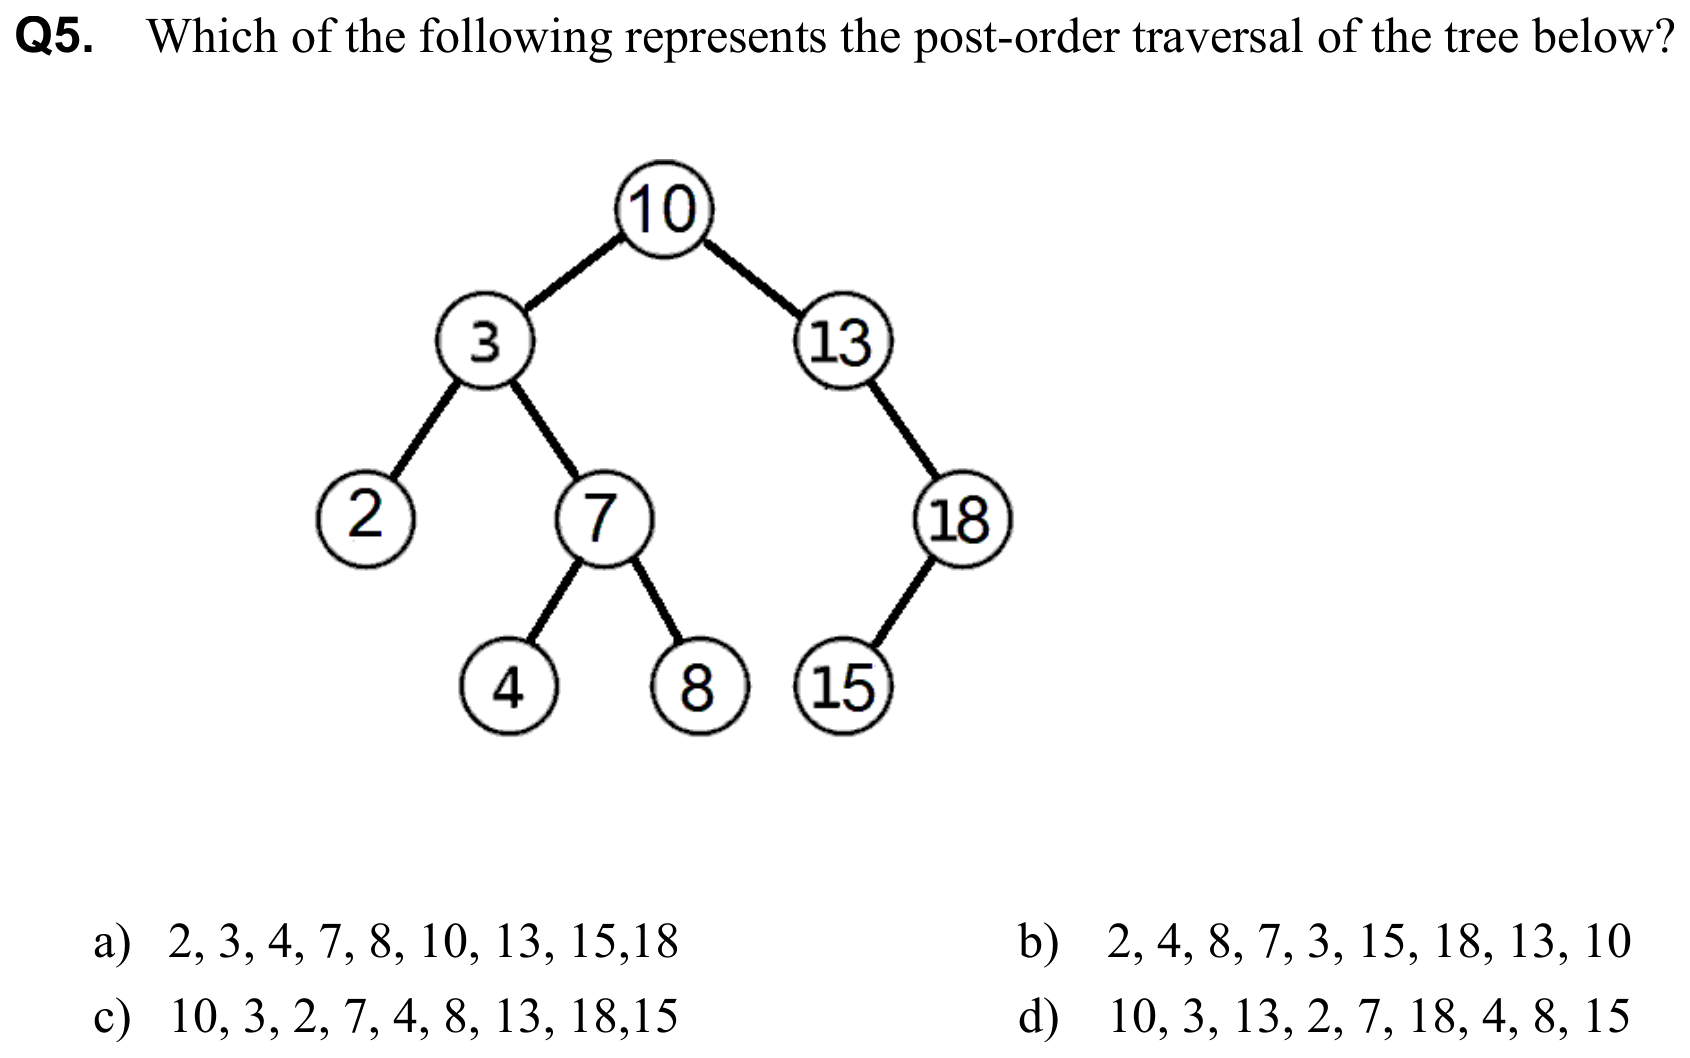 Q5. Which of the following represents the post-order traversal of the tree below?
10
3 13
2 7 18
4 8 15
a) 2, 3, 4, 7, 8, 10, 13, 15,18 b) 2, 4, 8, 7, 3, 15, 18, 13, 10
c) 10, 3, 2, 7, 4, 8, 13, 18,15 d) 10, 3, 13, 2, 7, 18, 4, 8, 15